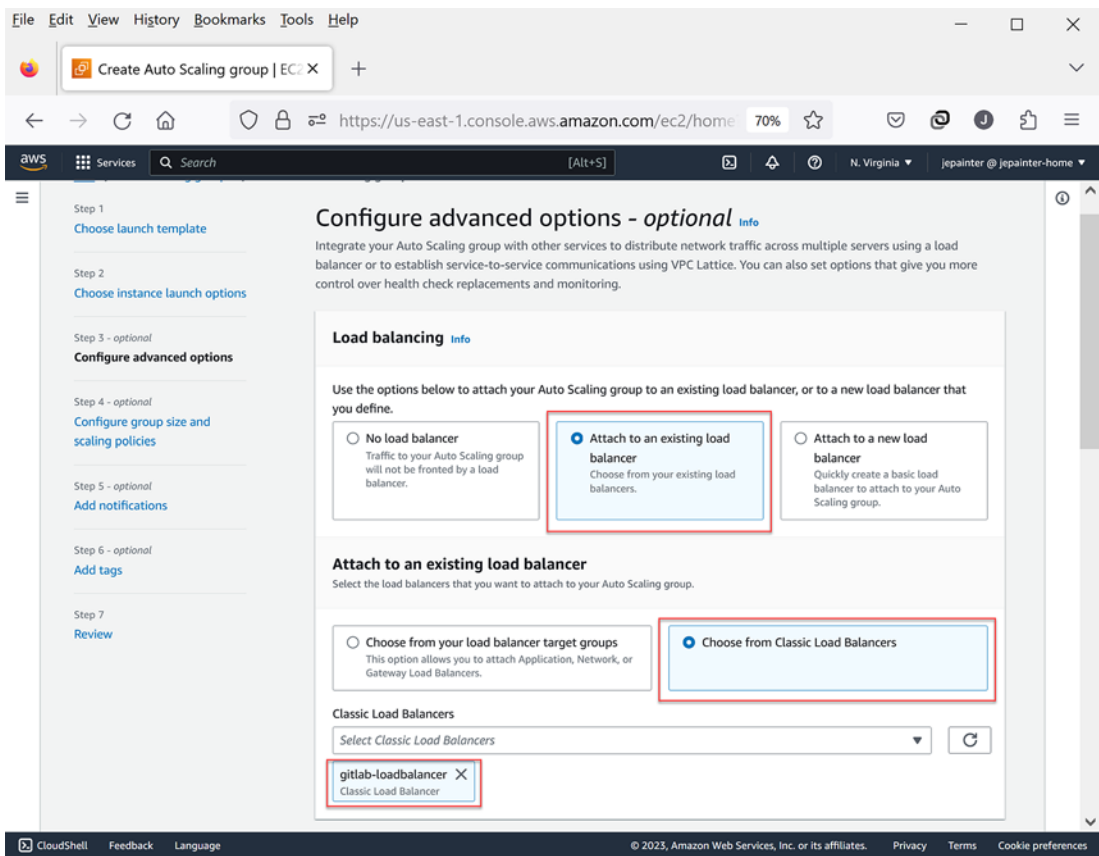 File Edit View History Bookmarks Tools Help
Create Auto Scaling group | EC2
https://us-east-1.console.aws.amazon.com/ec2/home 70%
aws Services Search [Alt+S] N. Virginia ▼ jepainter @ jepainter-home ▼
Step 1
Choose launch template
Step 2
Choose instance launch options
Step 3 - optional
Configure advanced options
Step 4 - optional
Configure group size and
scaling policies
Step 5 - optional
Add notifications
Step 6 - optional
Add tags
Step 7
Review
Configure advanced options - optional Info
Integrate your Auto Scaling group with other services to distribute network traffic across multiple servers using a load
balancer or to establish service-to-service communications using VPC Lattice. You can also set options that give you more
control over health check replacements and monitoring.
Load balancing Info
Use the options below to attach your Auto Scaling group to an existing load balancer, or to a new load balancer that
you define.
No load balancer
Traffic to your Auto Scaling group
will not be fronted by a load
balancer.
Attach to an existing load
balancer
Choose from your existing load
balancers.
Attach to a new load
balancer
Quickly create a basic load
balancer to attach to your Auto
Scaling group.
Attach to an existing load balancer
Select the load balancers that you want to attach to your Auto Scaling group.
Choose from your load balancer target groups
This option allows you to attach Application, Network, or
Gateway Load Balancers.
Choose from Classic Load Balancers
Classic Load Balancers
Select Classic Load Balancers
gitlab-loadbalancer
Classic Load Balancer
CloudShell Feedback Language © 2023, Amazon Web Services, Inc. or its affiliates. Privacy Terms Cookie preferences